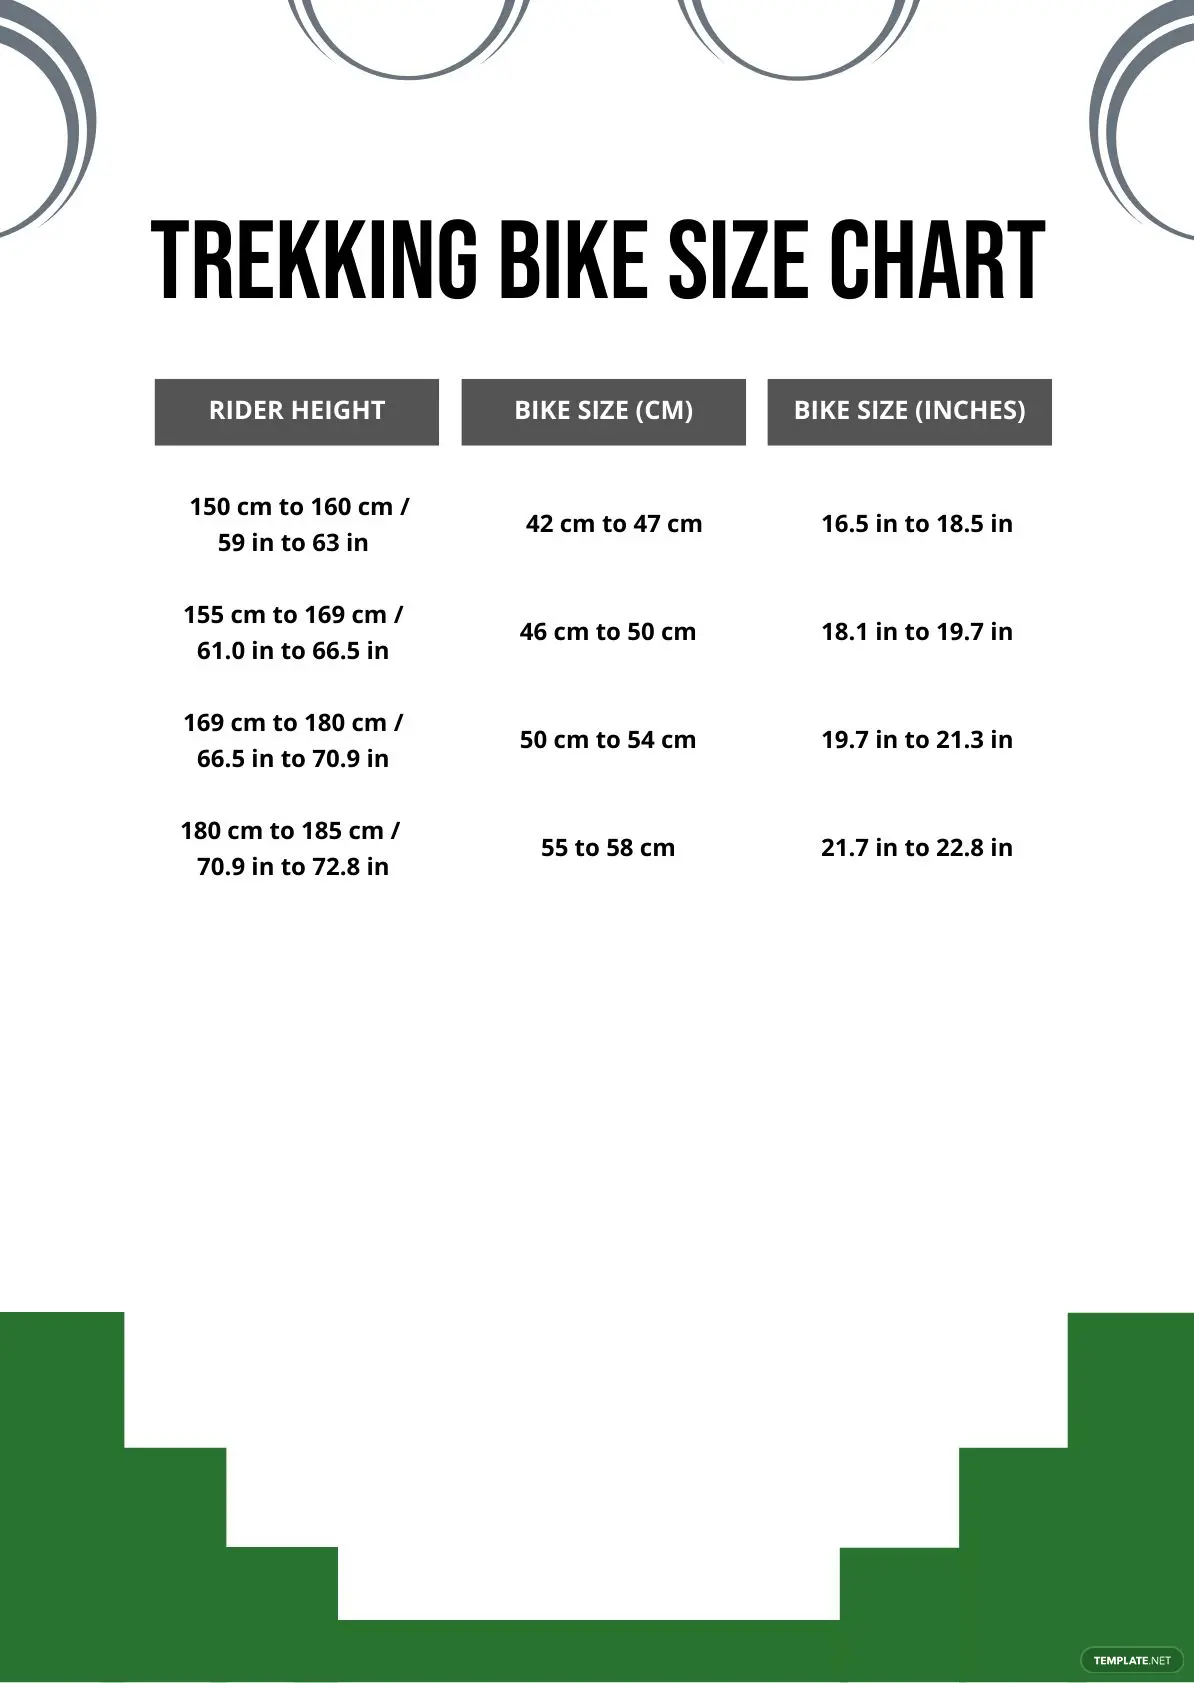 TREKKING BIKE SIZE CHART
RIDER HEIGHT BIKE SIZE (CM) BIKE SIZE (INCHES)
150 cm to 160 cm /
59 in to 63 in
42 cm to 47 cm
16.5 in to 18.5 in
155 cm to 169 cm /
61.0 in to 66.5 in
46 cm to 50 cm
18.1 in to 19.7 in
169 cm to 180 cm /
66.5 in to 70.9 in
50 cm to 54 cm
19.7 in to 21.3 in
180 cm to 185 cm /
70.9 in to 72.8 in
55 to 58 cm
21.7 in to 22.8 in
TEMPLATE.NET